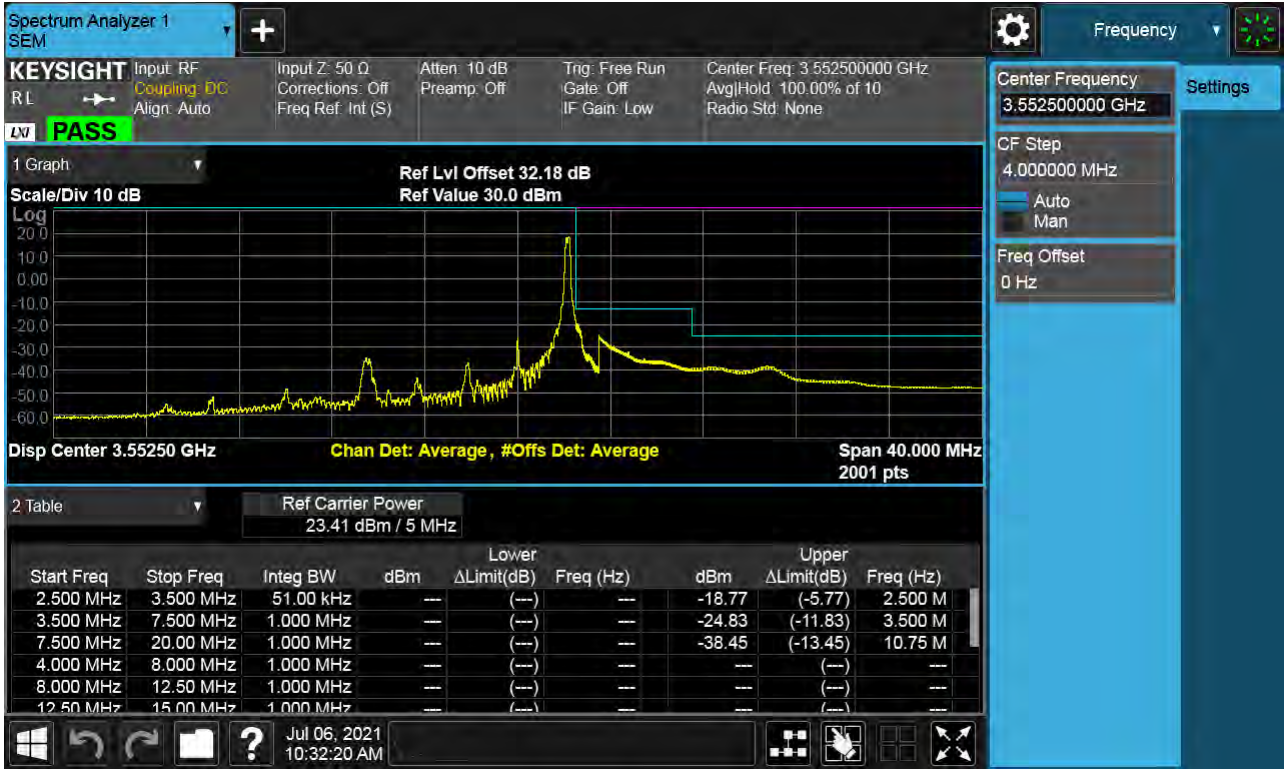 Spectrum Analyzer 1
SEM
Frequency
KEYSIGHT
RL
LXI
PASS
Input: RF
Coupling: DC
Align: Auto
Input Z: 50 Ω
Corrections: Off
Freq Ref: Int (S)
Atten: 10 dB
Preamp: Off
Trig: Free Run
Gate: Off
IF Gain: Low
Center Freq: 3.552500000 GHz
Avg|Hold: 100.00% of 10
Radio Std: None
Center Frequency
3.552500000 GHz
Settings
CF Step
4.000000 MHz
Auto
Man
Freq Offset
0 Hz
1 Graph
Scale/Div 10 dB
Ref Lvl Offset 32.18 dB
Ref Value 30.0 dBm
Log
20.0
10.0
0.00
-10.0
-20.0
-30.0
-40.0
-50.0
-60.0
Disp Center 3.55250 GHz
Chan Det: Average, #Offs Det: Average
Span 40.000 MHz
2001 pts
2 Table
Ref Carrier Power
23.41 dBm / 5 MHz
Lower Upper
Start Freq Stop Freq Integ BW dBm ΔLimit(dB) Freq (Hz) dBm ΔLimit(dB) Freq (Hz)
2.500 MHz 3.500 MHz 51.00 kHz --- (---) --- -18.77 (-5.77) 2.500 M
3.500 MHz 7.500 MHz 1.000 MHz --- (---) --- -24.83 (-11.83) 3.500 M
7.500 MHz 20.00 MHz 1.000 MHz --- (---) --- -38.45 (-13.45) 10.75 M
4.000 MHz 8.000 MHz 1.000 MHz --- (---) --- --- (---) ---
8.000 MHz 12.50 MHz 1.000 MHz --- (---) --- --- (---) ---
12.50 MHz 15.00 MHz 1.000 MHz --- (---) --- --- (---) ---
?
Jul 06, 2021
10:32:20 AM